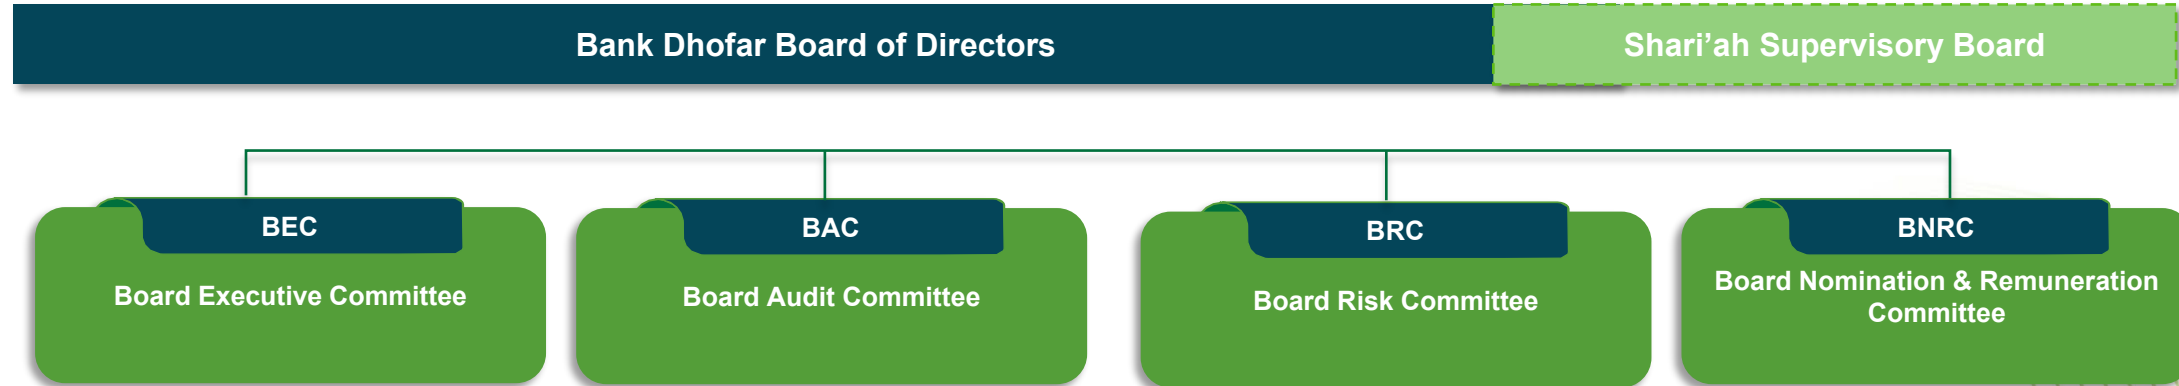 Bank Dhofar Board of Directors
Shari’ah Supervisory Board
BEC
Board Executive Committee
BAC
Board Audit Committee
BRC
Board Risk Committee
BNRC
Board Nomination & Remuneration
Committee